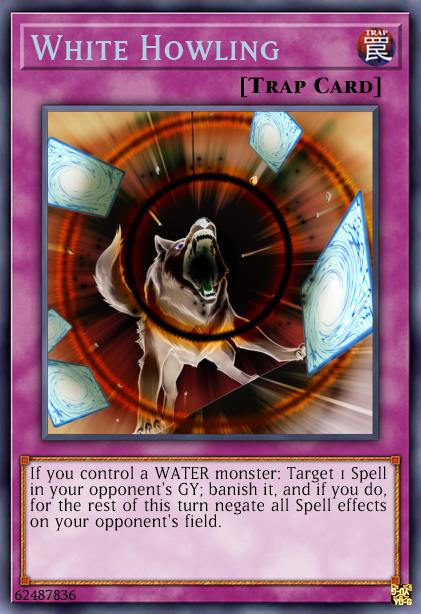 White Howling
TRAP
罠
[Trap Card]
If you control a WATER monster: Target 1 Spell
in your opponent's GY; banish it, and if you do,
for the rest of this turn negate all Spell effects
on your opponent's field.
62487836